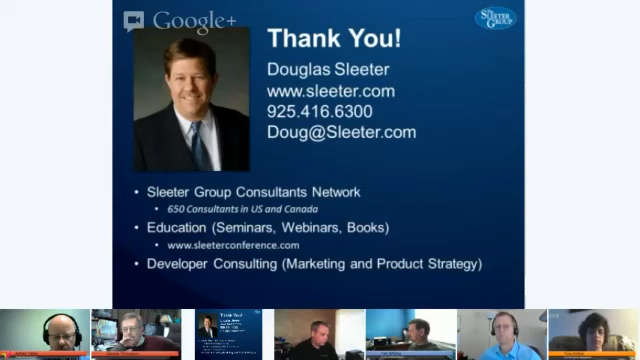 Google+
The
SLEETER
GROUP
Thank You!
Douglas Sleeter
www.sleeter.com
925.416.6300
Doug@Sleeter.com
• Sleeter Group Consultants Network
• 650 Consultants in US and Canada
• Education (Seminars, Webinars, Books)
• www.sleeterconference.com
• Developer Consulting (Marketing and Product Strategy)
Thank You!